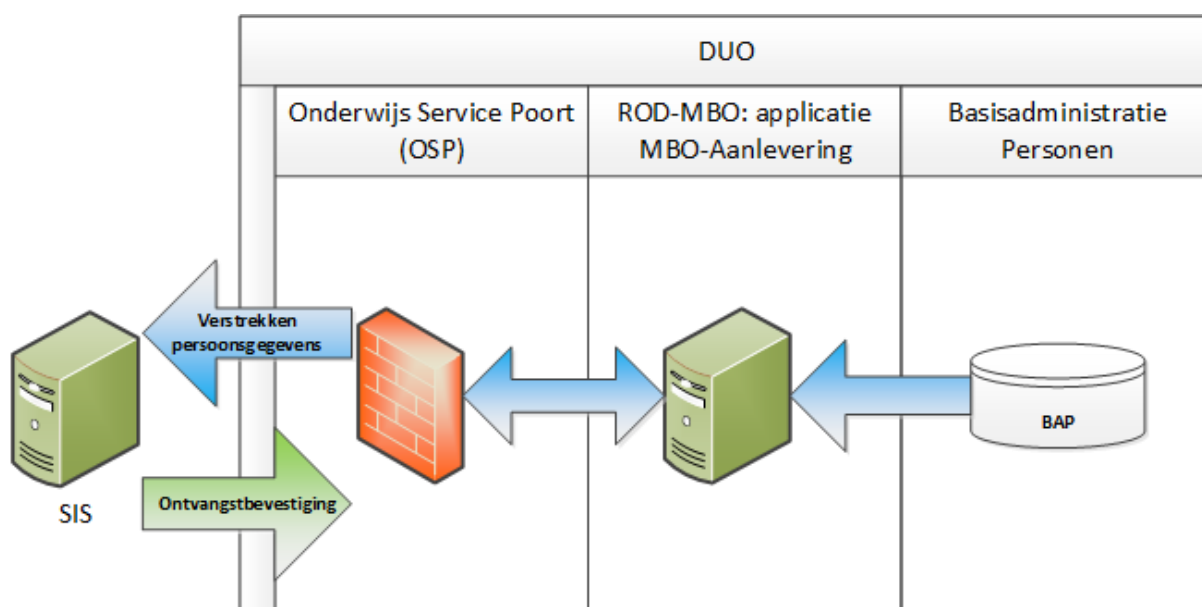 DUO
Onderwijs Service Poort
(OSP)
ROD-MBO: applicatie
MBO-Aanlevering
Basisadministratie
Personen
Verstrekken
persoonsgegevens
BAP
SIS
Ontvangstbevestiging